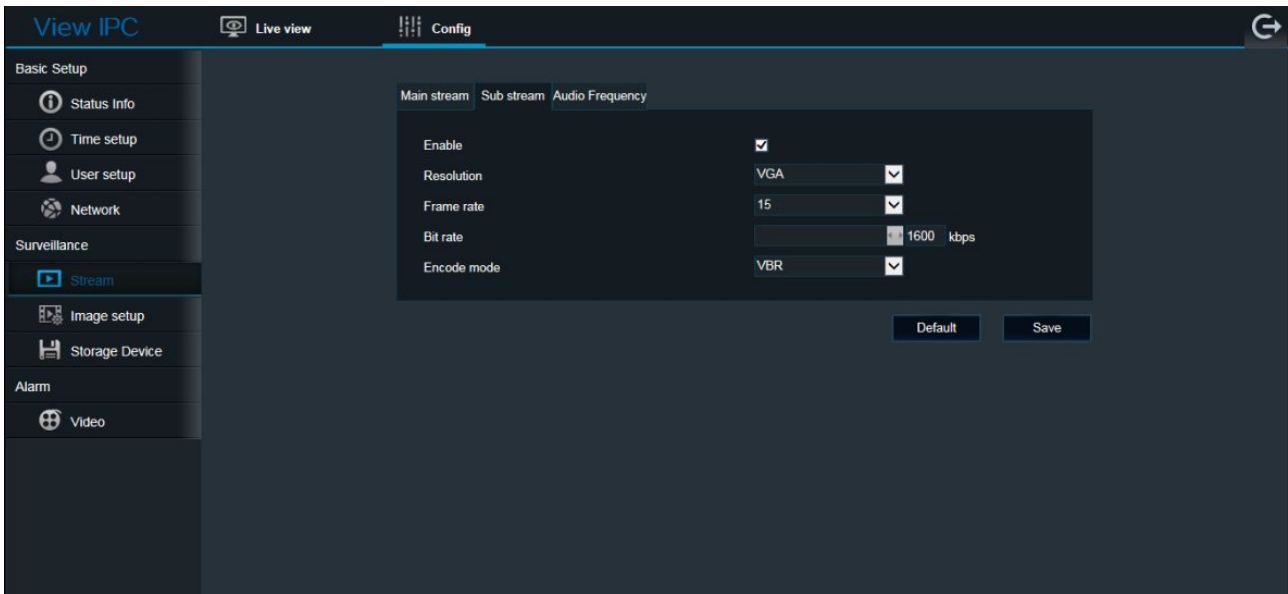 View IPC
Live view
Config
Basic Setup
Status Info
Time setup
User setup
Network
Surveillance
Stream
Image setup
Storage Device
Alarm
Video
Main stream Sub stream Audio Frequency
Enable
Resolution VGA
Frame rate 15
Bit rate 1600 kbps
Encode mode VBR
Default Save